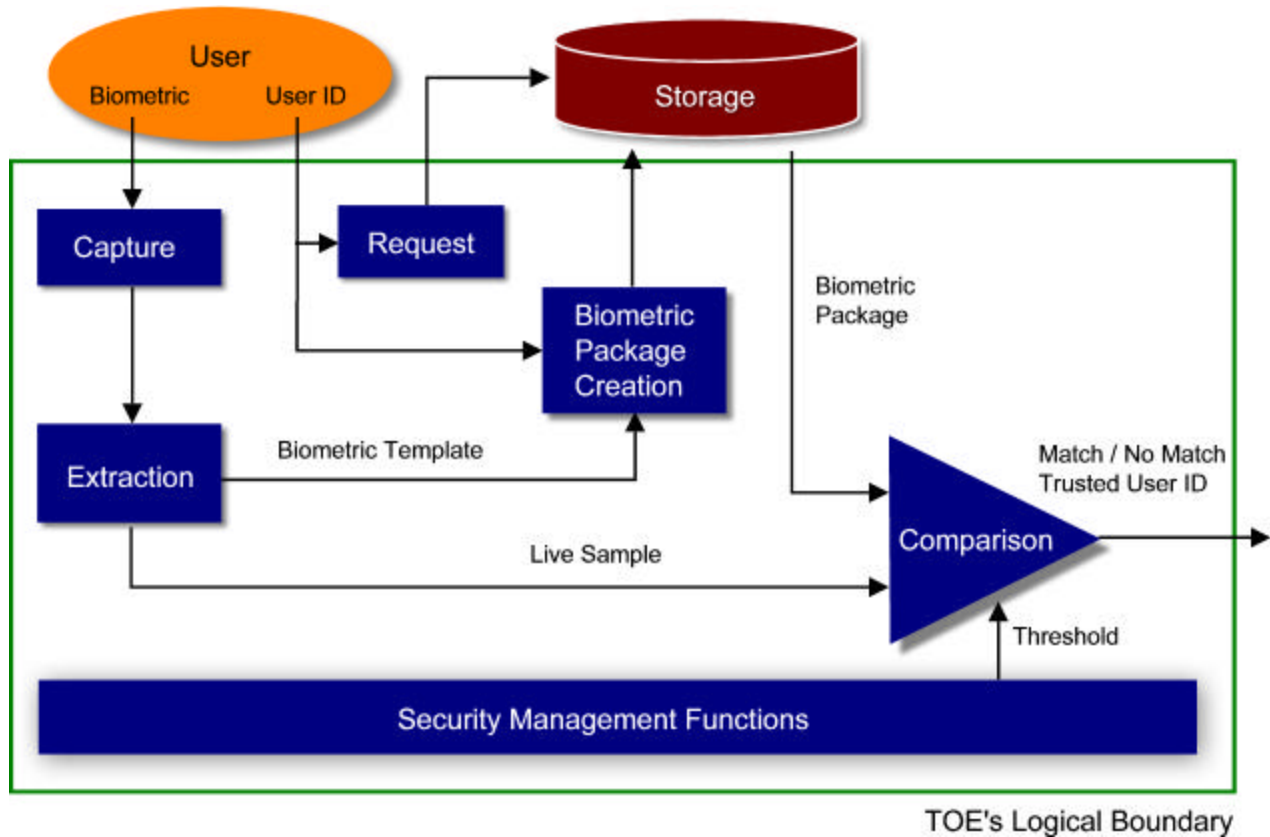 User
Biometric
User ID
Storage
Capture
Request
Biometric
Package
Creation
Biometric
Package
Extraction
Biometric Template
Live Sample
Comparison
Match / No Match
Trusted User ID
Threshold
Security Management Functions
TOE's Logical Boundary